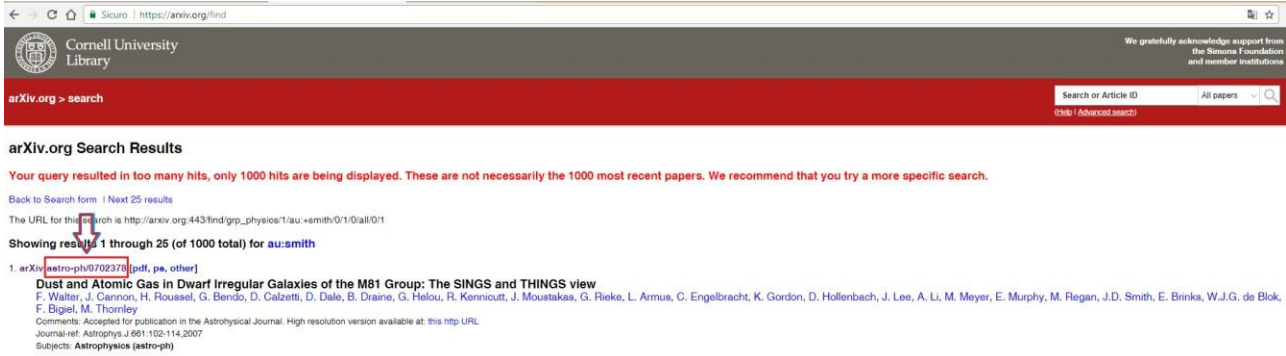 Sicuro | https://arxiv.org/find
Cornell University
Library
We gratefully acknowledge support from
the Simons Foundation
and member institutions
arXiv.org > search
Search or Article ID
All papers
(Help | Advanced search)
arXiv.org Search Results
Your query resulted in too many hits, only 1000 hits are being displayed. These are not necessarily the 1000 most recent papers. We recommend that you try a more specific search.
Back to Search form | Next 25 results
The URL for this search is http://arxiv.org:443/find/grp_physics/1/au:+smith/0/1/0/all/0/1
Showing results 1 through 25 (of 1000 total) for au:smith
1. arXiv:astro-ph/0702378 [pdf, ps, other]
Dust and Atomic Gas in Dwarf Irregular Galaxies of the M81 Group: The SINGS and THINGS view
F. Walter, J. Cannon, H. Roussel, G. Bendo, D. Calzetti, D. Dale, B. Draine, G. Helou, R. Kennicutt, J. Moustakas, G. Rieke, L. Armus, C. Engelbracht, K. Gordon, D. Hollenbach, J. Lee, A. Li, M. Meyer, E. Murphy, M. Regan, J.D. Smith, E. Brinks, W.J.G. de Blok,
F. Bigiel, M. Thornley
Comments: Accepted for publication in the Astrohysical Journal. High resolution version available at: this http URL
Journal-ref: Astrophys.J.661:102-114,2007
Subjects: Astrophysics (astro-ph)